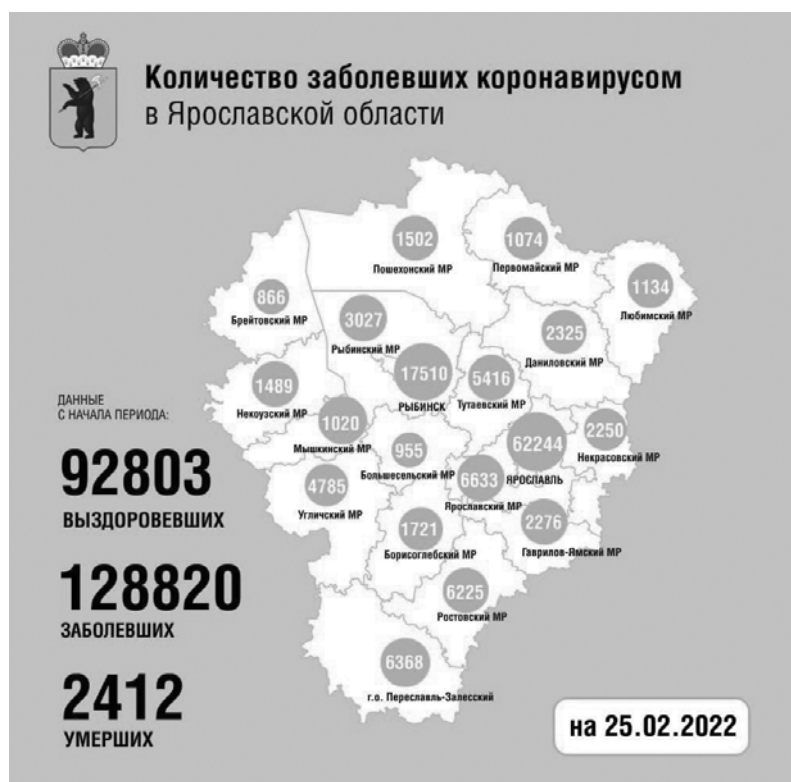 Количество заболевших коронавирусом
в Ярославской области
1502
Пошехонский МР
1074
Первомайский МР
1134
Любимский МР
866
Брейтовский МР
3027
Рыбинский МР
2325
Даниловский МР
17510
РЫБИНСК
5416
Тутаевский МР
1489
Некоузский МР
1020
Мышкинский МР
955
Большесельский МР
62244
ЯРОСЛАВЛЬ
2250
Некрасовский МР
6633
Ярославский МР
4785
Угличский МР
1721
Борисоглебский МР
2276
Гаврилов-Ямский МР
6225
Ростовский МР
6368
г.о. Переславль-Залесский
ДАННЫЕ
С НАЧАЛА ПЕРИОДА:
92803
ВЫЗДОРОВЕВШИХ
128820
ЗАБОЛЕВШИХ
2412
УМЕРШИХ
на 25.02.2022